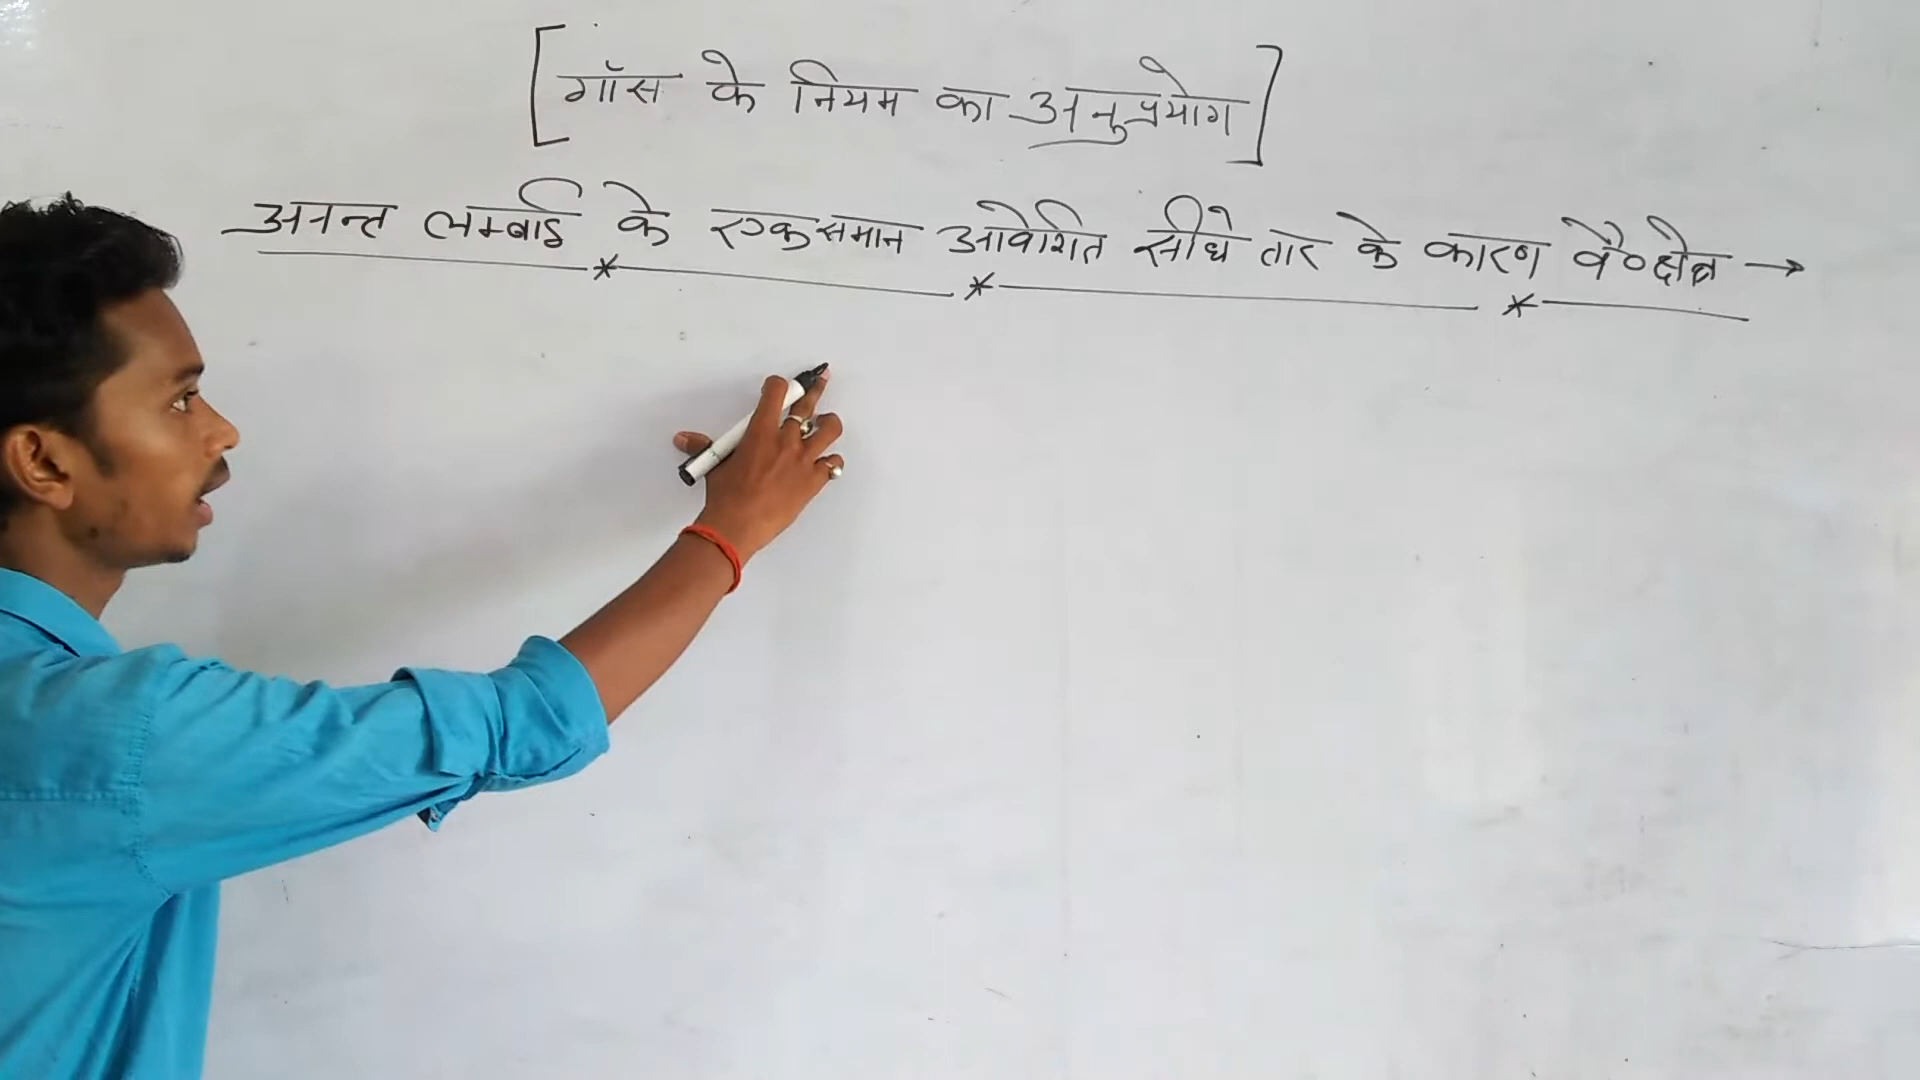 [गॉस के नियम का अनुप्रयोग]
अनन्त लम्बाई के एकसमान आवेशित सीधे तार के कारण वै०क्षेत्र →